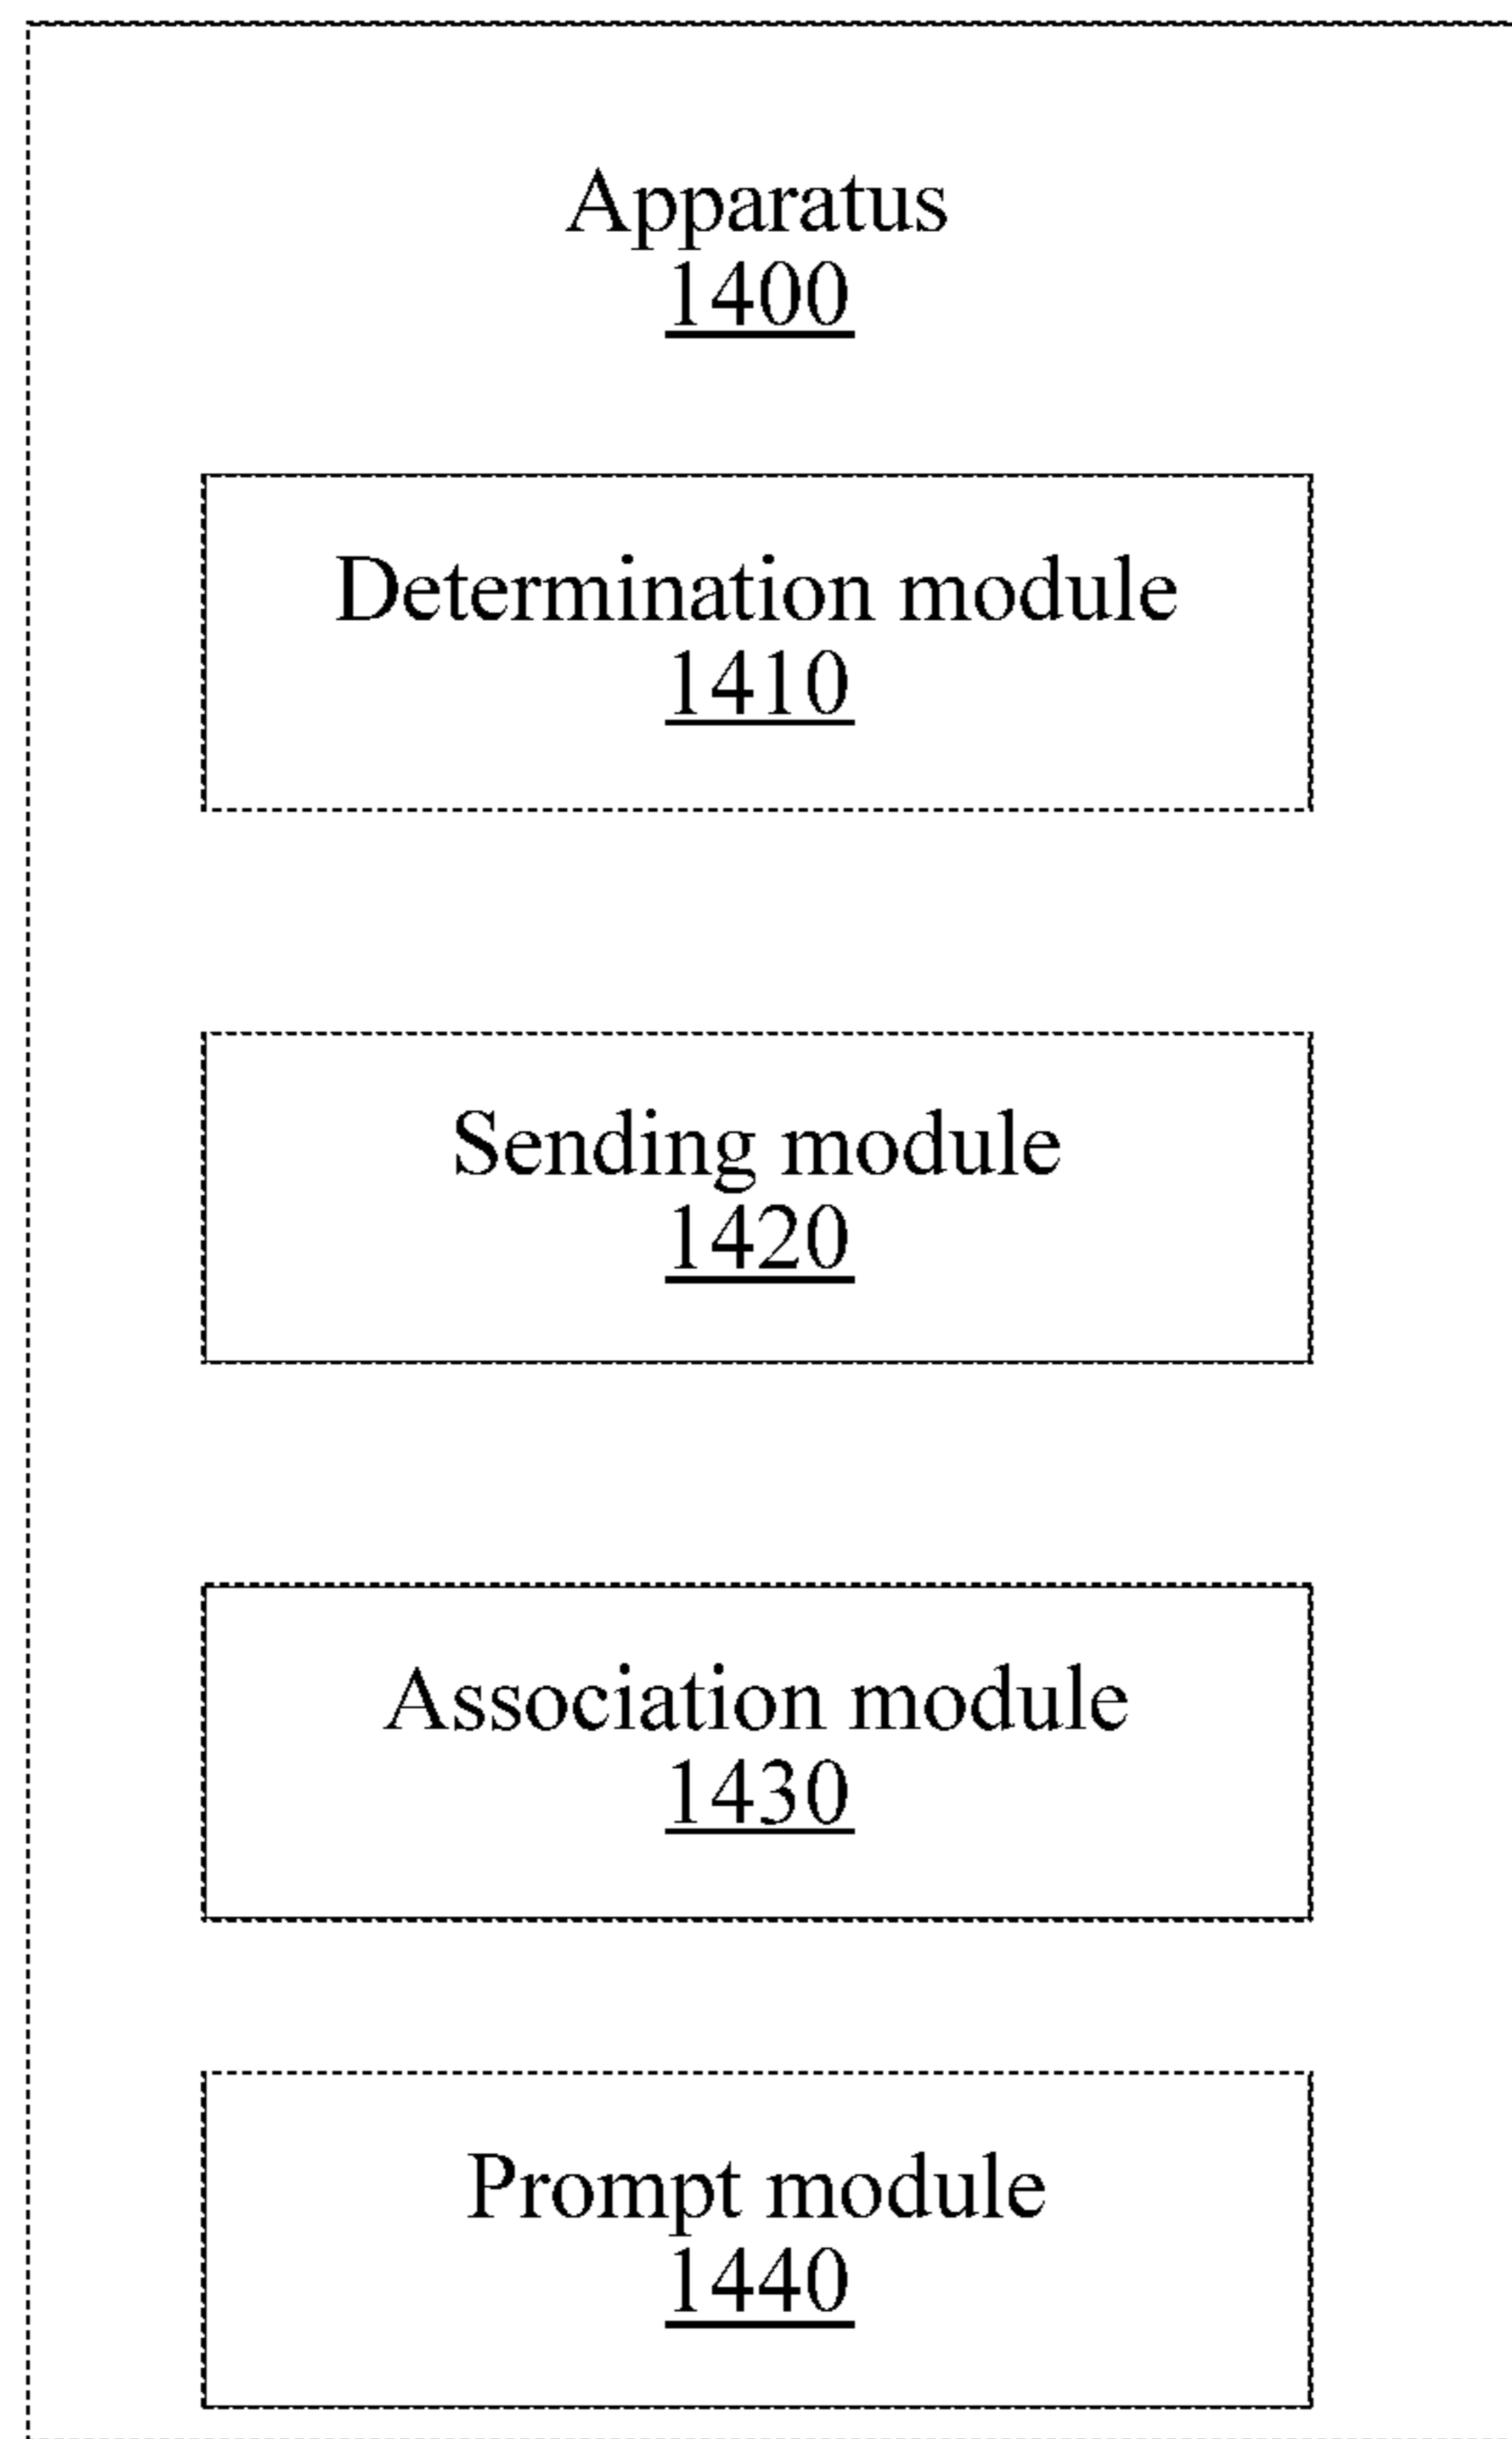 Apparatus
1400
Determination module
1410
Sending module
1420
Association module
1430
Prompt module
1440